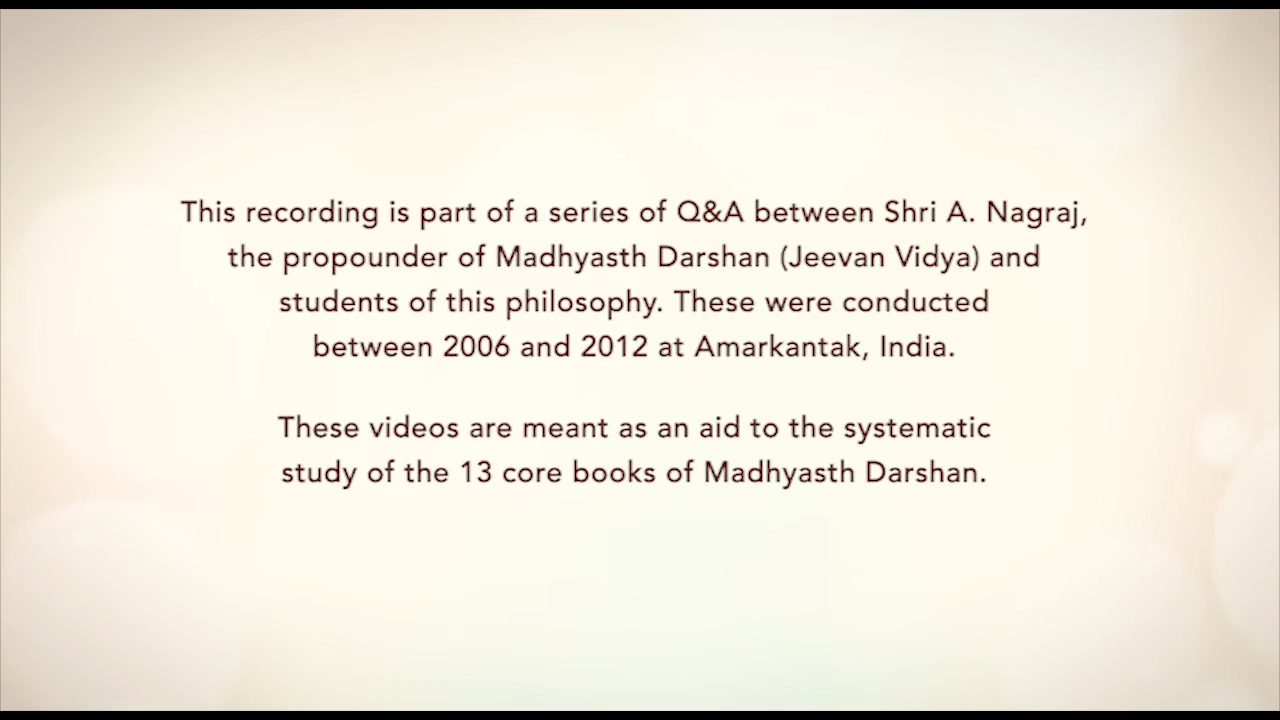 This recording is part of a series of Q&A between Shri A. Nagraj,
the propounder of Madhyasth Darshan (Jeevan Vidya) and
students of this philosophy. These were conducted
between 2006 and 2012 at Amarkantak, India.
These videos are meant as an aid to the systematic
study of the 13 core books of Madhyasth Darshan.